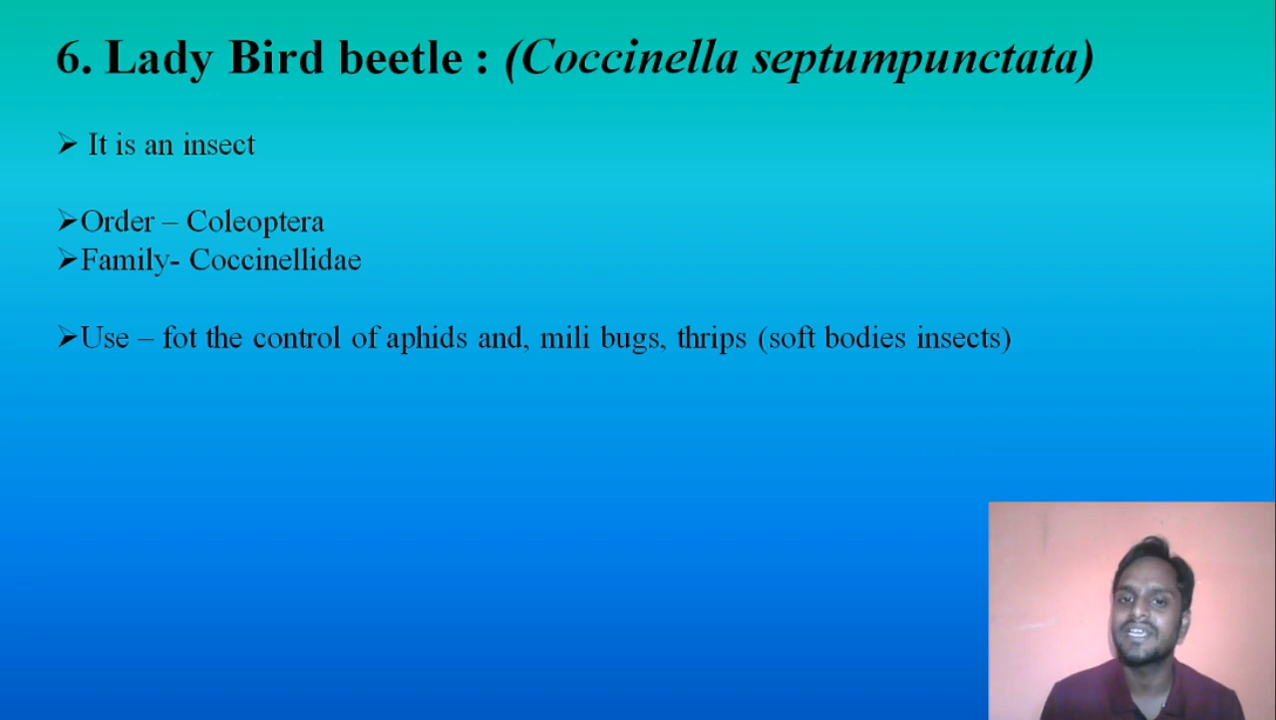 6. Lady Bird beetle : (Coccinella septumpunctata)
➢ It is an insect
➢Order – Coleoptera
➢Family- Coccinellidae
➢Use – fot the control of aphids and, mili bugs, thrips (soft bodies insects)